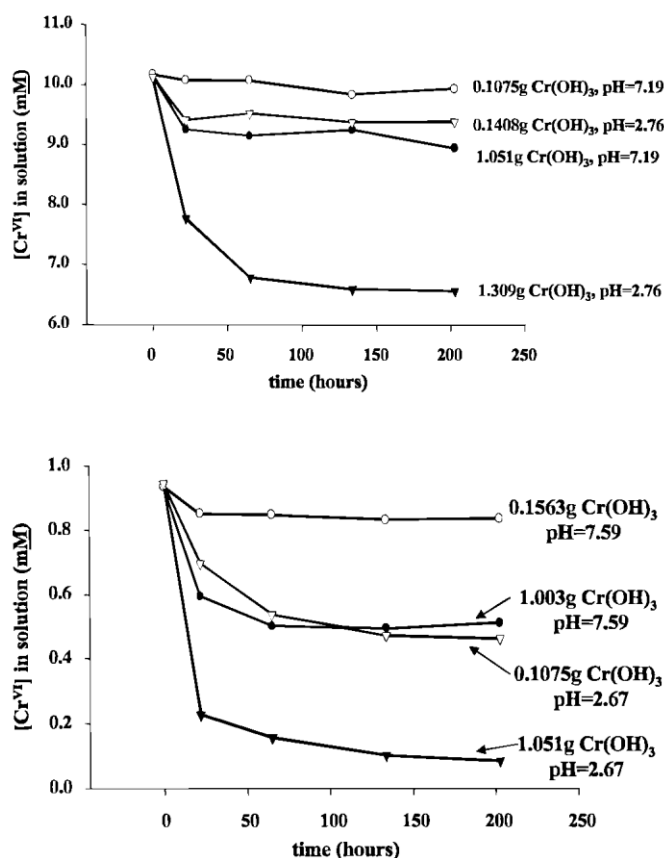 11.0
10.0
9.0
8.0
7.0
6.0
[Crⱽᴵ] in solution (mM)
0.1075g Cr(OH)₃, pH=7.19
0.1408g Cr(OH)₃, pH=2.76
1.051g Cr(OH)₃, pH=7.19
1.309g Cr(OH)₃, pH=2.76
0 50 100 150 200 250
time (hours)
1.0
0.8
0.6
0.4
0.2
0.0
[Crⱽᴵ] in solution (mM)
0.1563g Cr(OH)₃
pH=7.59
1.003g Cr(OH)₃
pH=7.59
0.1075g Cr(OH)₃
pH=2.67
1.051g Cr(OH)₃
pH=2.67
0 50 100 150 200 250
time (hours)